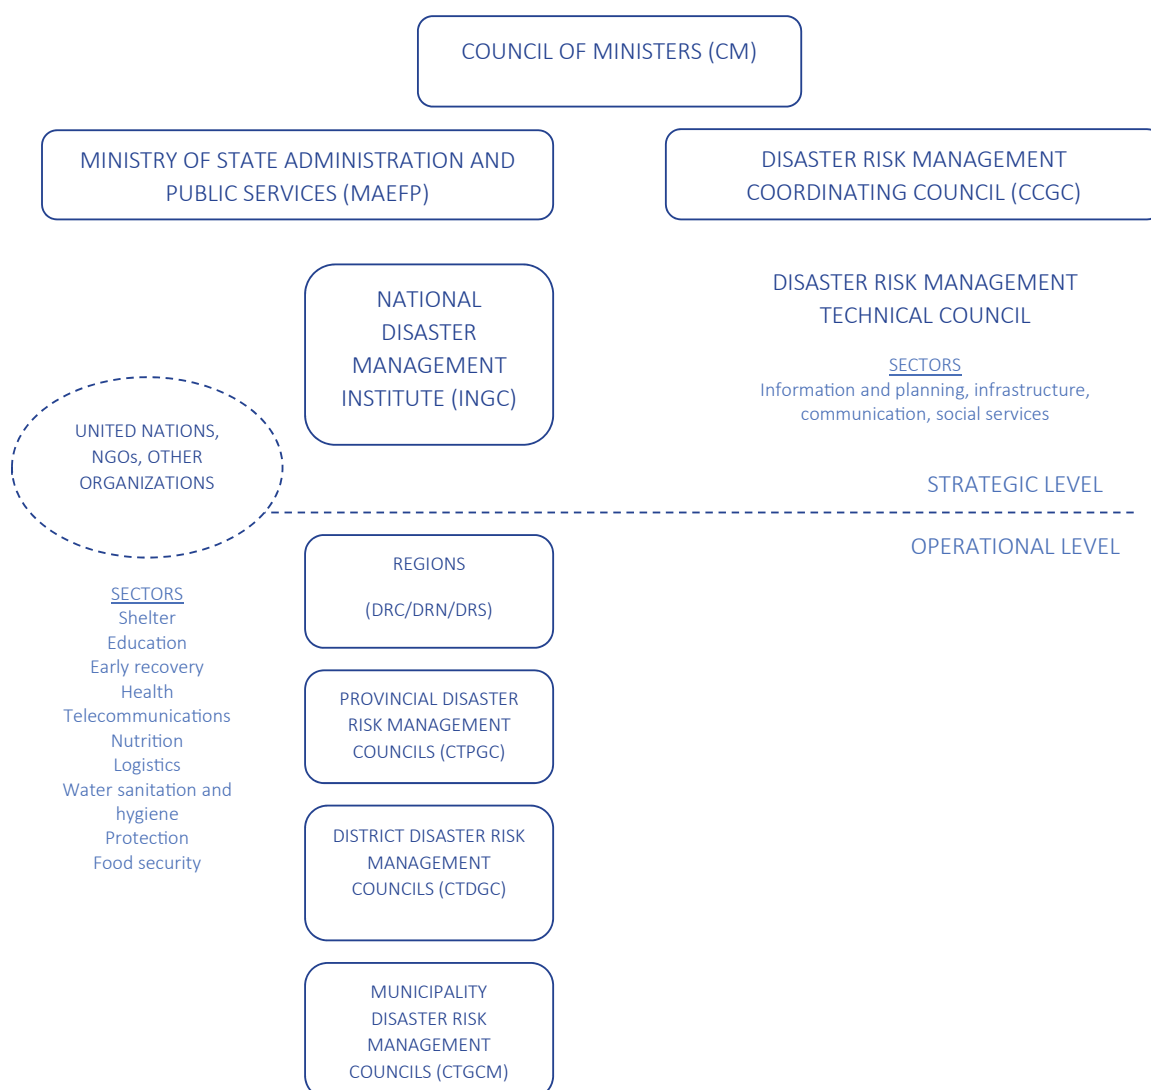 COUNCIL OF MINISTERS (CM)
MINISTRY OF STATE ADMINISTRATION AND
PUBLIC SERVICES (MAEFP)
DISASTER RISK MANAGEMENT
COORDINATING COUNCIL (CCGC)
NATIONAL
DISASTER
MANAGEMENT
INSTITUTE (INGC)
DISASTER RISK MANAGEMENT
TECHNICAL COUNCIL
SECTORS
Information and planning, infrastructure,
communication, social services
UNITED NATIONS,
NGOs, OTHER
ORGANIZATIONS
STRATEGIC LEVEL
OPERATIONAL LEVEL
SECTORS
Shelter
Education
Early recovery
Health
Telecommunications
Nutrition
Logistics
Water sanitation and
hygiene
Protection
Food security
REGIONS
(DRC/DRN/DRS)
PROVINCIAL DISASTER
RISK MANAGEMENT
COUNCILS (CTPGC)
DISTRICT DISASTER RISK
MANAGEMENT
COUNCILS (CTDGC)
MUNICIPALITY
DISASTER RISK
MANAGEMENT
COUNCILS (CTGCM)